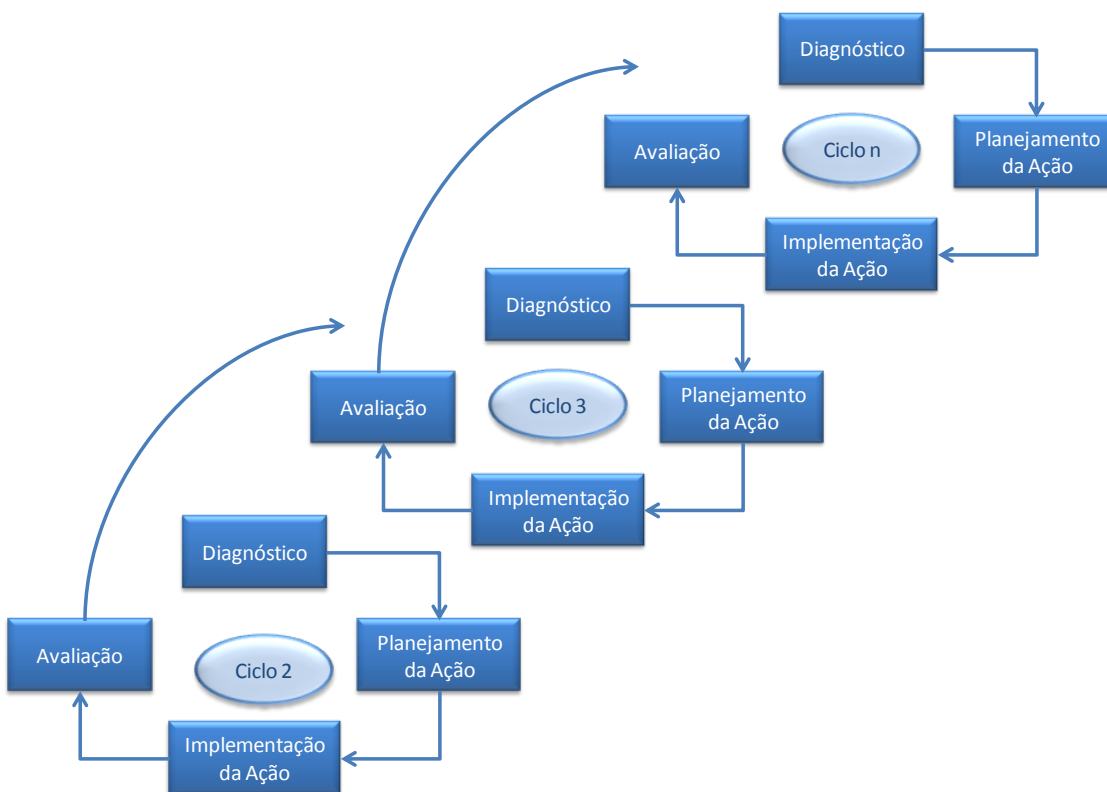 Diagnóstico
Avaliação
Ciclo n
Planejamento
da Ação
Implementação
da Ação
Diagnóstico
Avaliação
Ciclo 3
Planejamento
da Ação
Implementação
da Ação
Diagnóstico
Avaliação
Ciclo 2
Planejamento
da Ação
Implementação
da Ação